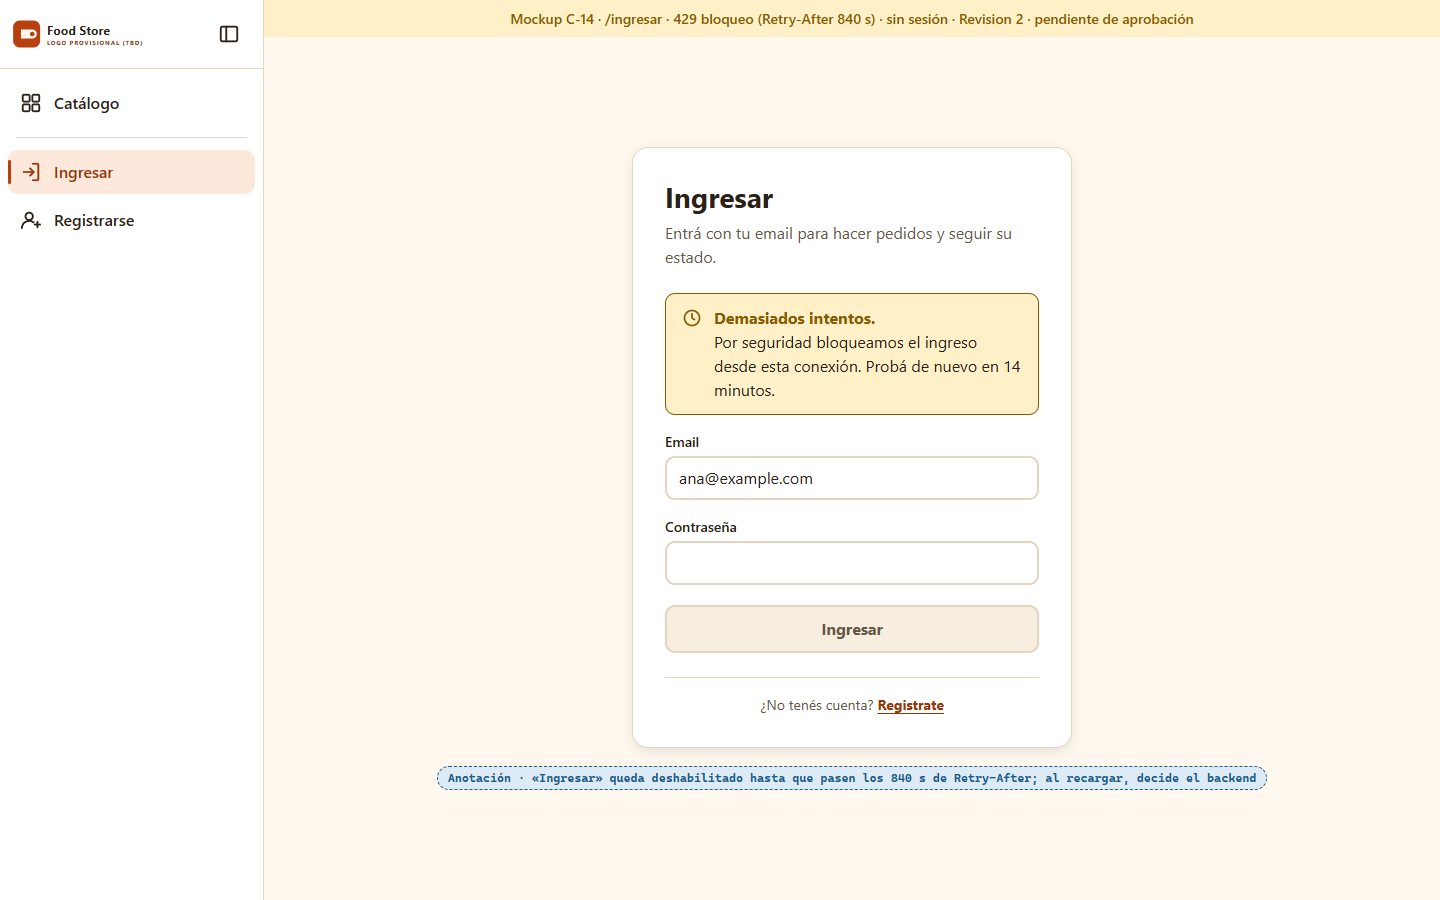 Mockup C-14 · /ingresar · 429 bloqueo (Retry-After 840 s) · sin sesión · Revision 2 · pendiente de aprobación
Food Store
LOGO PROVISIONAL (TBD)
Catálogo
Ingresar
Registrarse
Ingresar
Entrá con tu email para hacer pedidos y seguir su
estado.
Demasiados intentos.
Por seguridad bloqueamos el ingreso
desde esta conexión. Probá de nuevo en 14
minutos.
Email
ana@example.com
Contraseña
Ingresar
¿No tenés cuenta? Registrate
Anotación · «Ingresar» queda deshabilitado hasta que pasen los 840 s de Retry-After; al recargar, decide el backend